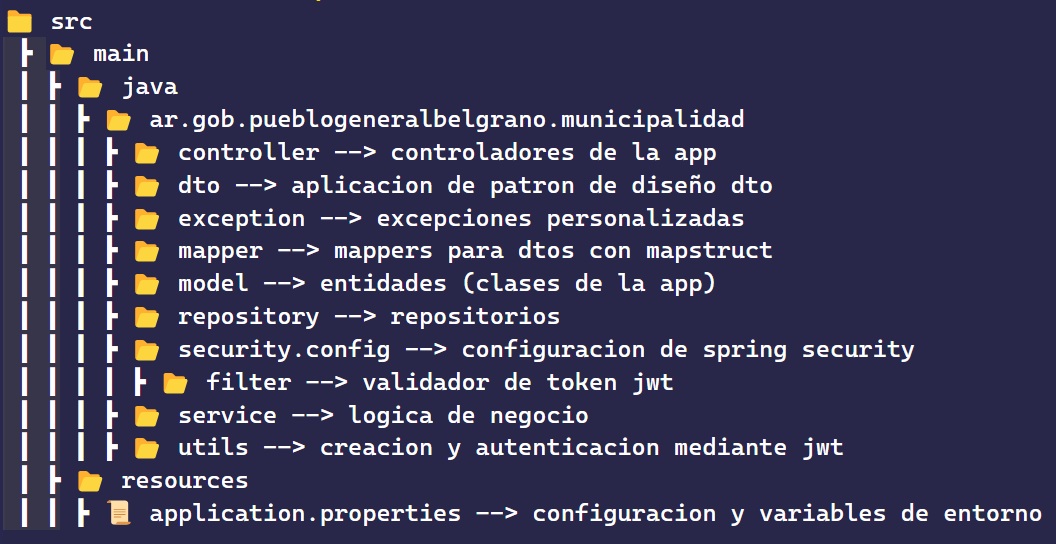 src
main
java
ar.gob.pueblogeneralbelgrano.municipalidad
controller --> controladores de la app
dto --> aplicacion de patron de diseño dto
exception --> excepciones personalizadas
mapper --> mappers para dtos con mapstruct
model --> entidades (clases de la app)
repository --> repositorios
security.config --> configuracion de spring security
filter --> validador de token jwt
service --> logica de negocio
utils --> creacion y autenticacion mediante jwt
resources
application.properties --> configuracion y variables de entorno